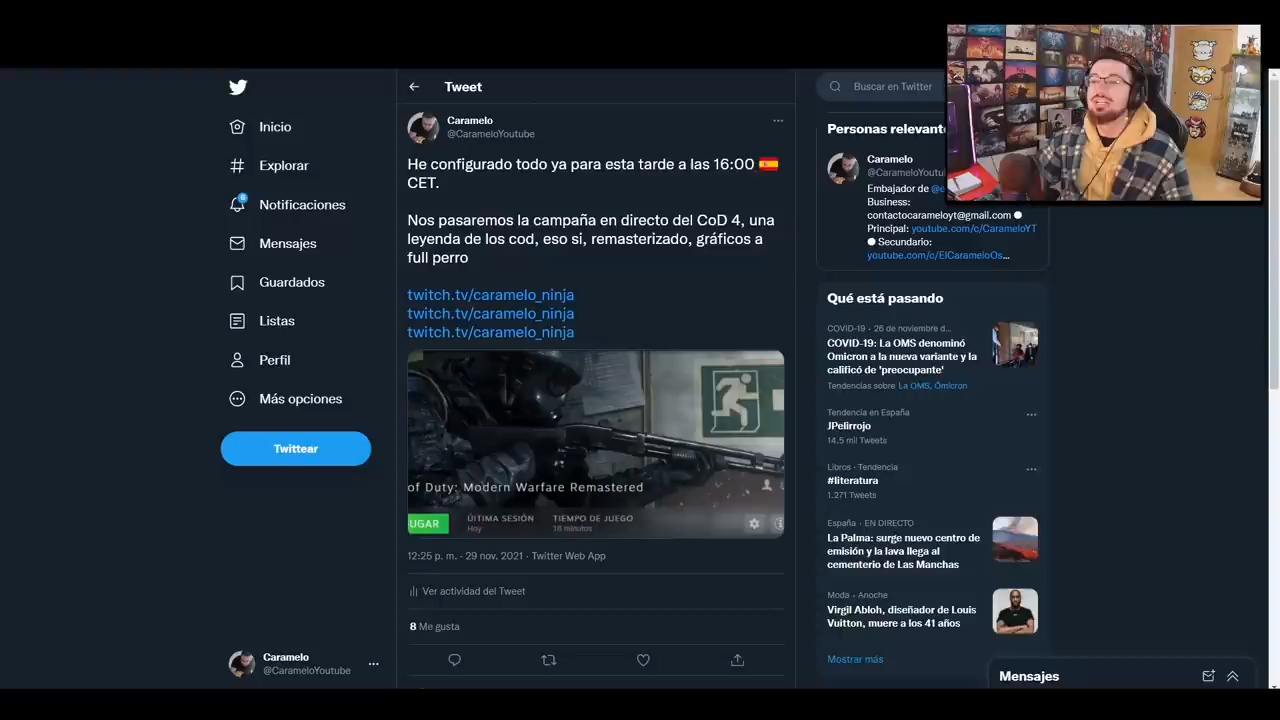 Inicio
Explorar
6
Notificaciones
Mensajes
Guardados
Listas
Perfil
Más opciones
Twittear
Caramelo
@CarameloYoutube
Tweet
Caramelo
@CarameloYoutube
He configurado todo ya para esta tarde a las 16:00
CET.
Nos pasaremos la campaña en directo del CoD 4, una
leyenda de los cod, eso si, remasterizado, gráficos a
full perro
twitch.tv/caramelo_ninja
twitch.tv/caramelo_ninja
twitch.tv/caramelo_ninja
of Duty: Modern Warfare Remastered
UGAR
ÚLTIMA SESIÓN
Hoy
TIEMPO DE JUEGO
18 minutos
12:25 p. m. · 29 nov. 2021 · Twitter Web App
Ver actividad del Tweet
8 Me gusta
Buscar en Twitter
Personas relevant
Caramelo
@CarameloYoutu
Embajador de @e
Business:
contactocarameloyt@gmail.com
Principal: youtube.com/c/CarameloYT
Secundario:
youtube.com/c/ElCarameloOs...
Qué está pasando
COVID-19 · 26 de noviembre d...
COVID-19: La OMS denominó
Omicron a la nueva variante y la
calificó de 'preocupante'
Tendencias sobre La OMS, Ómicron
Tendencia en España
JPelirrojo
14,5 mil Tweets
Libros · Tendencia
#literatura
1.271 Tweets
España · EN DIRECTO
La Palma: surge nuevo centro de
emisión y la lava llega al
cementerio de Las Manchas
Moda · Anoche
Virgil Abloh, diseñador de Louis
Vuitton, muere a los 41 años
Mostrar más
Mensajes